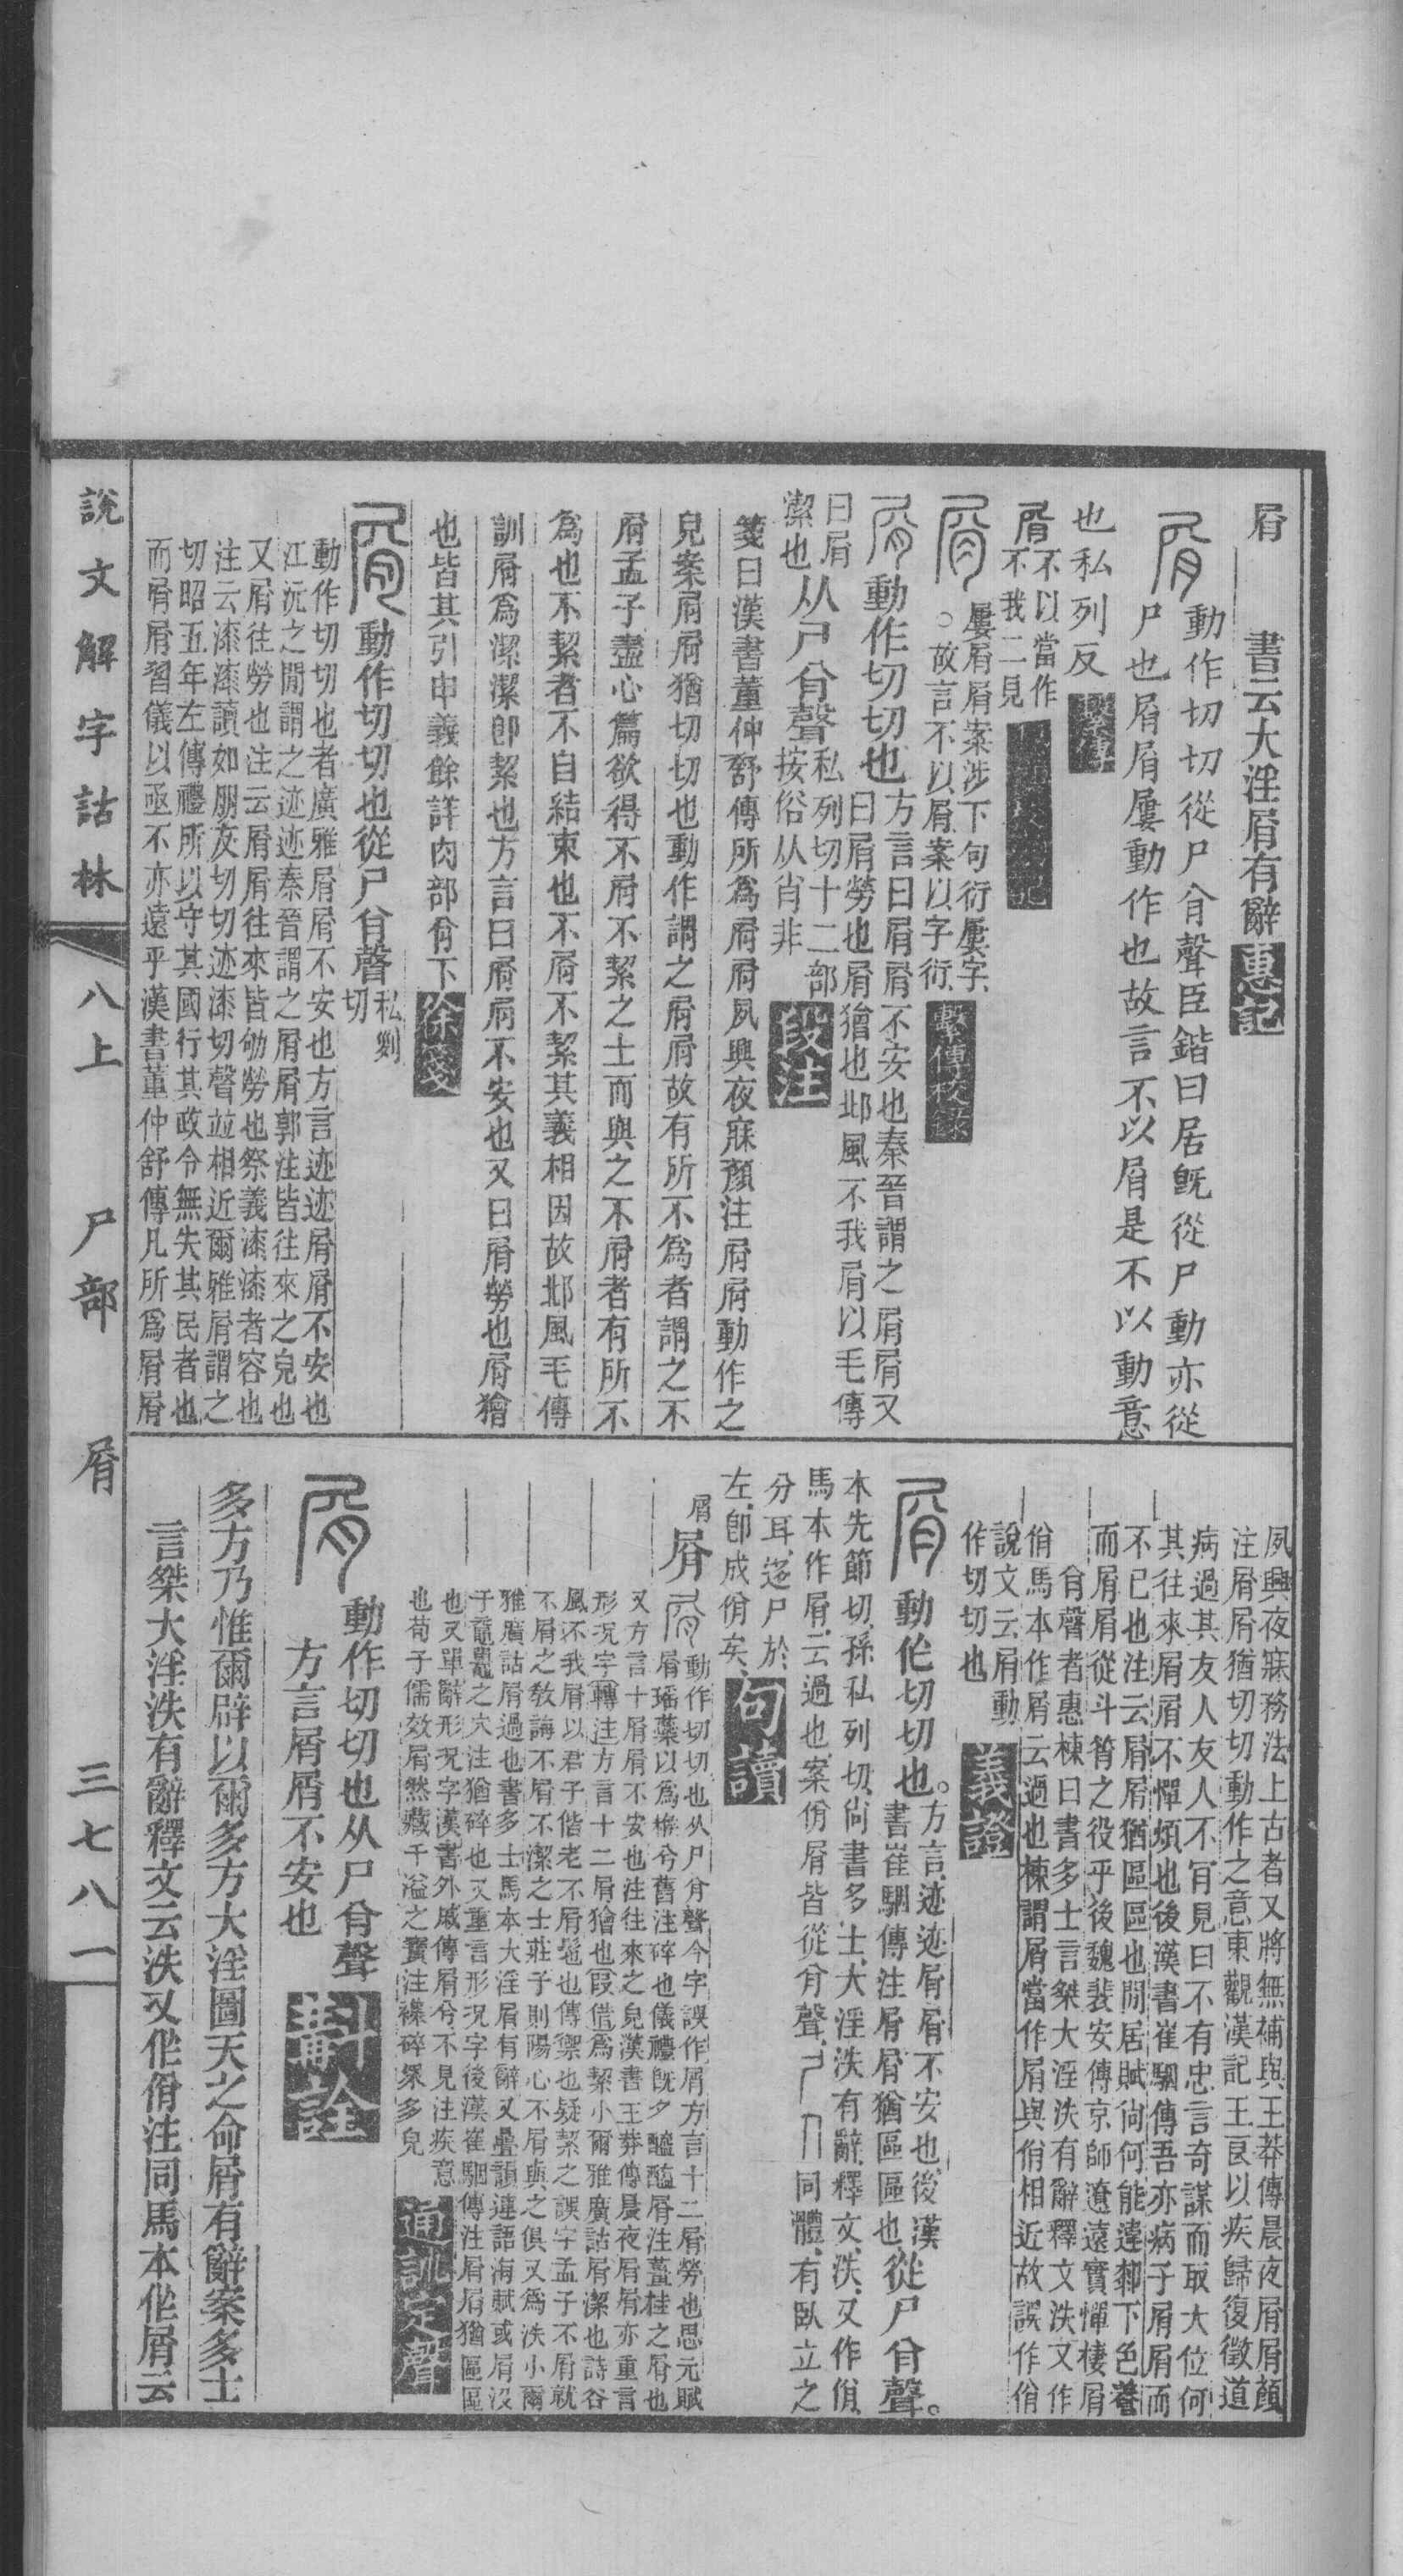 屑
書云大淫屑有辭惠記
動作切切從尸㕣聲臣鍇曰居旣從尸動亦從
尸也屑屑屢動作也故言不以屑是不以動意
也私列反繫傳
屑不以當作
不我二見
屢屑屑案涉下句衍屢字
○故言不以屑案以字衍繫傳校錄
動作切切也方言曰屑屑不安也秦晉謂之屑屑又
曰屑勞也屑獪也邶風不我屑以毛傳
曰屑
潔也从尸㕣聲私列切十二部
按俗从肖非段注
箋曰漢書董仲舒傳所爲屑屑夙興夜寐顏注屑屑動作之
皃案屑屑猶切切也動作謂之屑屑故有所不爲者謂之不
屑孟子盡心篇欲得不屑不絜之士而與之不屑者有所不
爲也不絜者不自結束也不屑不絜其義相因故邶風毛傳
訓屑爲潔潔卽絜也方言曰屑屑不安也又曰屑勞也屑獪
也皆其引申義餘詳肉部㕣下徐箋
動作切切也從尸㕣聲私列
切
動作切切也者廣雅屑屑不安也方言迹迹屑屑不安也
江沅之閒謂之迹迹秦晉謂之屑屑郭注皆往來之皃也
又屑往勞也注云屑屑往來皆劬勞也祭義漆漆者容也
注云漆漆讀如朋友切切迹漆切聲竝相近爾雅屑謂之
切昭五年左傳禮所以守其國行其政令無失其民者也
而屑屑習儀以亟不亦遠乎漢書董仲舒傳凡所爲屑屑
夙興夜寐務法上古者又將無補與王莽傳晨夜屑屑顏
注屑屑猶切切動作之意東觀漢記王良以疾歸復徵道
病過其友人友人不肎見曰不有忠言奇謀而取大位何
其往來屑屑不憚煩也後漢書崔駰傳吾亦病子屑屑而
不已也注云屑屑猶區區也閒居賦尙何能違膝下色養
而屑屑從斗筲之役乎後魏裴安傳京師遼遠實憚棲屑
㕣聲者惠棟曰書多士言桀大淫泆有辭釋文泆又作
佾馬本作屑云過也棟謂屑當作屑與佾相近故誤作佾
說文云屑動
作切切也義證
動作切切也。方言迹迹屑屑不安也後漢
書崔駰傳注屑屑猶區區也從尸㕣聲。
本先節切孫私列切尙書多士大淫泆有辭釋文泆又作佾
馬本作屑云過也案佾屑皆從㕣聲
同體有臥立之
分耳迻尸於
左卽成佾矣句讀
屑
屑動作切切也从尸㕣聲今字誤作屑方言十二屑勞也思元賦
屑瑤蘂以爲糇兮舊注碎也儀禮旣夕醯醢屑注薑桂之屑也
又方言十屑屑不安也注往來之皃漢書王莽傳晨夜屑屑亦重言
形況字轉注方言十二屑獪也叚借爲絜小爾雅廣詁屑潔也詩谷
風不我屑以君子偕老不屑髢也傳禦也疑絜之誤字孟子不屑就
不屑之敎誨不屑不潔之士莊子則陽心不屑與之俱又爲泆小爾
雅廣詁屑過也書多士馬本大淫屑有辭又疊韻連語海賦或屑沒
于黿鼉之穴注猶碎也又重言形況字後漢崔駰傳注屑屑猶區區
也又單辭形況字漢書外戚傳屑兮不見注疾意
也荀子儒效屑然藏千溢之寶注雜碎衆多皃通訓定聲
動作切切也从尸㕣聲
方言屑屑不安也斠詮
多方乃惟爾辟以爾多方大淫圖天之命屑有辭案多士
言桀大淫泆有辭釋文云泆又作佾注同馬本作屑云
說文解字詁林 八上 尸部 屑 三七八一